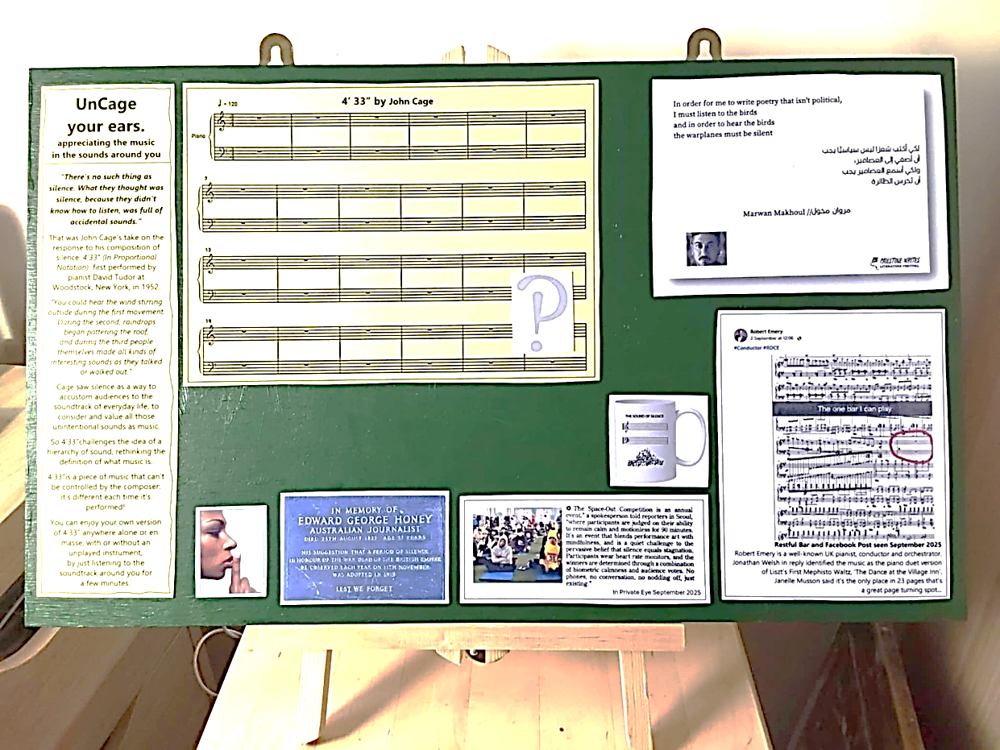 UnCage
your ears.
appreciating the music
in the sounds around you
"There's no such thing as
silence. What they thought was
silence, because they didn't
know how to listen, was full of
accidental sounds."
That was John Cage's take on the
response to his composition of
silence. 4'33" (In Proportional
Notation) first performed by
pianist David Tudor at
Woodstock, New York, in 1952.
"You could hear the wind stirring
outside during the first movement.
During the second, raindrops
began pattering the roof,
and during the third people
themselves made all kinds of
interesting sounds as they talked
or walked out."
Cage saw silence as a way to
accustom audiences to the
soundtrack of everyday life, to
consider and value all those
unintentional sounds as music.
So 4'33" challenges the idea of a
hierarchy of sound, rethinking the
definition of what music is.
4'33" is a piece of music that can't
be controlled by the composer:
it's different each time it's
performed!
You can enjoy your own version
of 4'33" anywhere alone or en
masse, with or without an
unplayed instrument,
by just listening to the
soundtrack around you for
a few minutes.
4' 33" by John Cage
♩ = 120
Piano
7
13
19
?
In order for me to write poetry that isn't political,
I must listen to the birds
and in order to hear the birds
the warplanes must be silent
لكي أكتب شعرًا ليس سياسيًا يجب
أن أصغي إلى العصافير،
ولكي أسمع العصافير يجب
أن تخرس الطائرة
Marwan Makhoul // مروان مخول
PALESTINE WRITES
LITERATURE FESTIVAL
THE SOUND OF SILENCE
Robert Emery
2 September at 12:06
#Conductor #RDCE
The one bar I can play
Restful Bar and Facebook Post seen September 2025
Robert Emery is a well-known UK pianist, conductor and orchestrator.
Jonathan Welsh in reply identified the music as the piano duet version
of Liszt's First Mephisto Waltz, 'The Dance at the Village Inn'.
Janelle Musson said it's the only place in 23 pages that's
a great page turning spot...
IN MEMORY OF
EDWARD GEORGE HONEY
AUSTRALIAN JOURNALIST
DIED 25TH AUGUST 1922 AGE 37 YEARS
HIS SUGGESTION THAT A PERIOD OF SILENCE
IN HONOUR OF THE WAR DEAD OF THE BRITISH EMPIRE
BE OBSERVED EACH YEAR ON 11TH NOVEMBER
WAS ADOPTED IN 1919
LEST WE FORGET
The Space-Out Competition is an annual
event," a spokesperson told reporters in Seoul,
"where participants are judged on their ability
to remain calm and motionless for 90 minutes.
It's an event that blends performance art with
mindfulness, and is a quiet challenge to the
pervasive belief that silence equals stagnation.
Participants wear heart rate monitors, and the
winners are determined through a combination
of biometric calmness and audience votes. No
phones, no conversation, no nodding off, just
existing."
In Private Eye September 2025